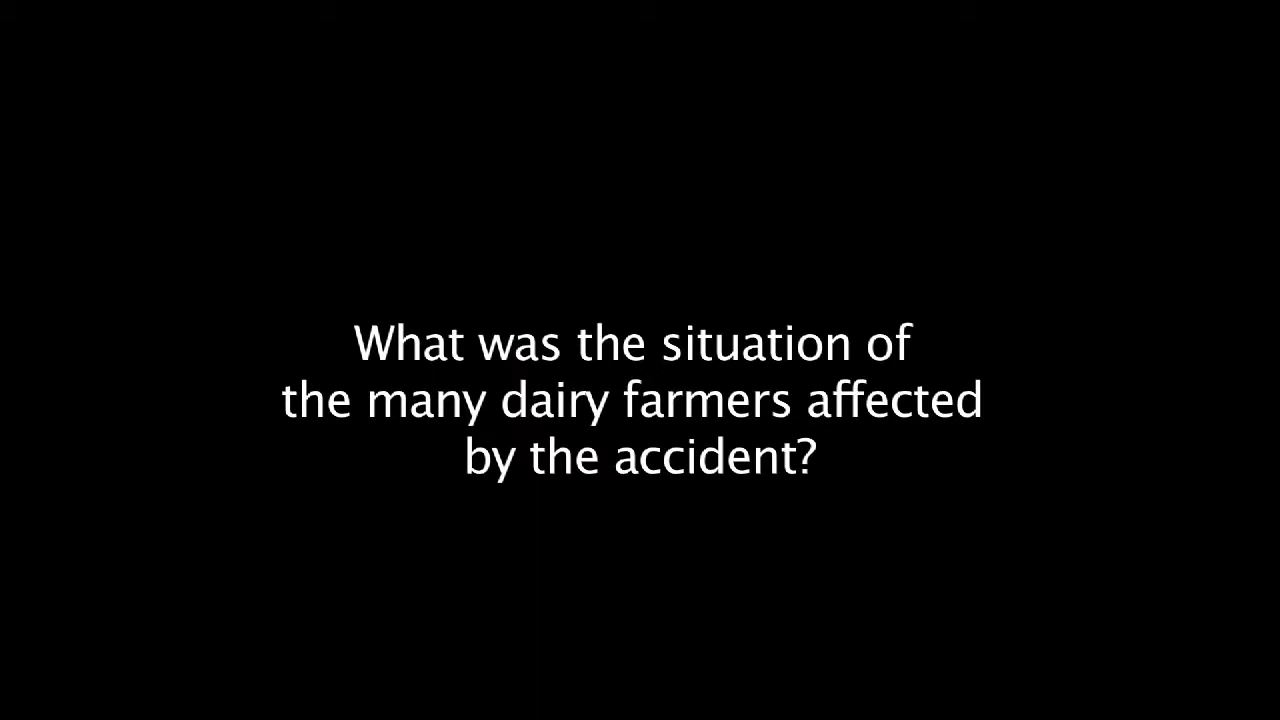 What was the situation of
the many dairy farmers affected
by the accident?